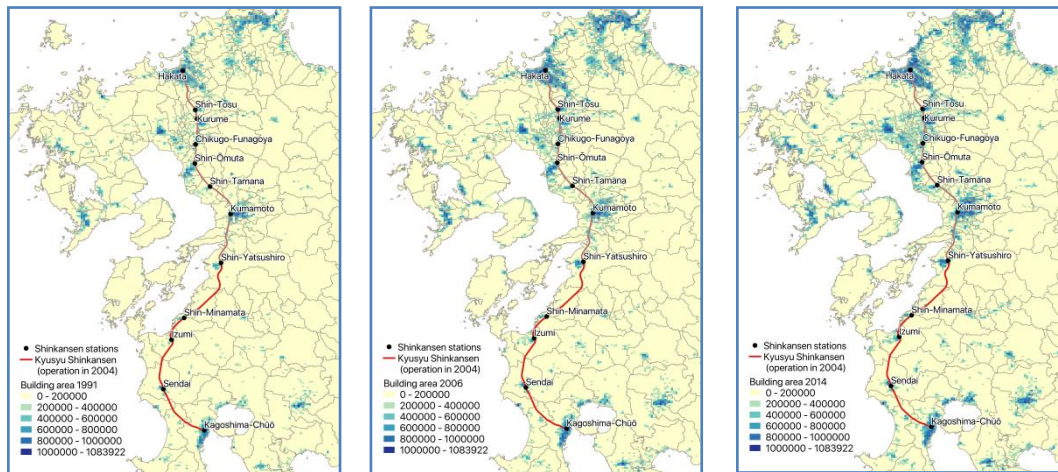 Hakata
Shin-Tosu
Kurume
Chikugo-Funagoya
Shin-Ōmuta
Shin-Tamana
Kumamoto
Shin-Yatsushiro
Shin-Minamata
Izumi
Sendai
Kagoshima-Chūō
Shinkansen stations
Kyusyu Shinkansen
(operation in 2004)
Building area 1991
0 - 200000
200000 - 400000
400000 - 600000
600000 - 800000
800000 - 1000000
1000000 - 1083922
Hakata
Shin-Tosu
Kurume
Chikugo-Funagoya
Shin-Ōmuta
Shin-Tamana
Kumamoto
Shin-Yatsushiro
Shin-Minamata
Izumi
Sendai
Kagoshima-Chūō
Shinkansen stations
Kyusyu Shinkansen
(operation in 2004)
Building area 2006
0 - 200000
200000 - 400000
400000 - 600000
600000 - 800000
800000 - 1000000
1000000 - 1083922
Hakata
Shin-Tosu
Kurume
Chikugo-Funagoya
Shin-Ōmuta
Shin-Tamana
Kumamoto
Shin-Yatsushiro
Shin-Minamata
Izumi
Sendai
Kagoshima-Chūō
Shinkansen stations
Kyusyu Shinkansen
(operation in 2004)
Building area 2014
0 - 200000
200000 - 400000
400000 - 600000
600000 - 800000
800000 - 1000000
1000000 - 1083922